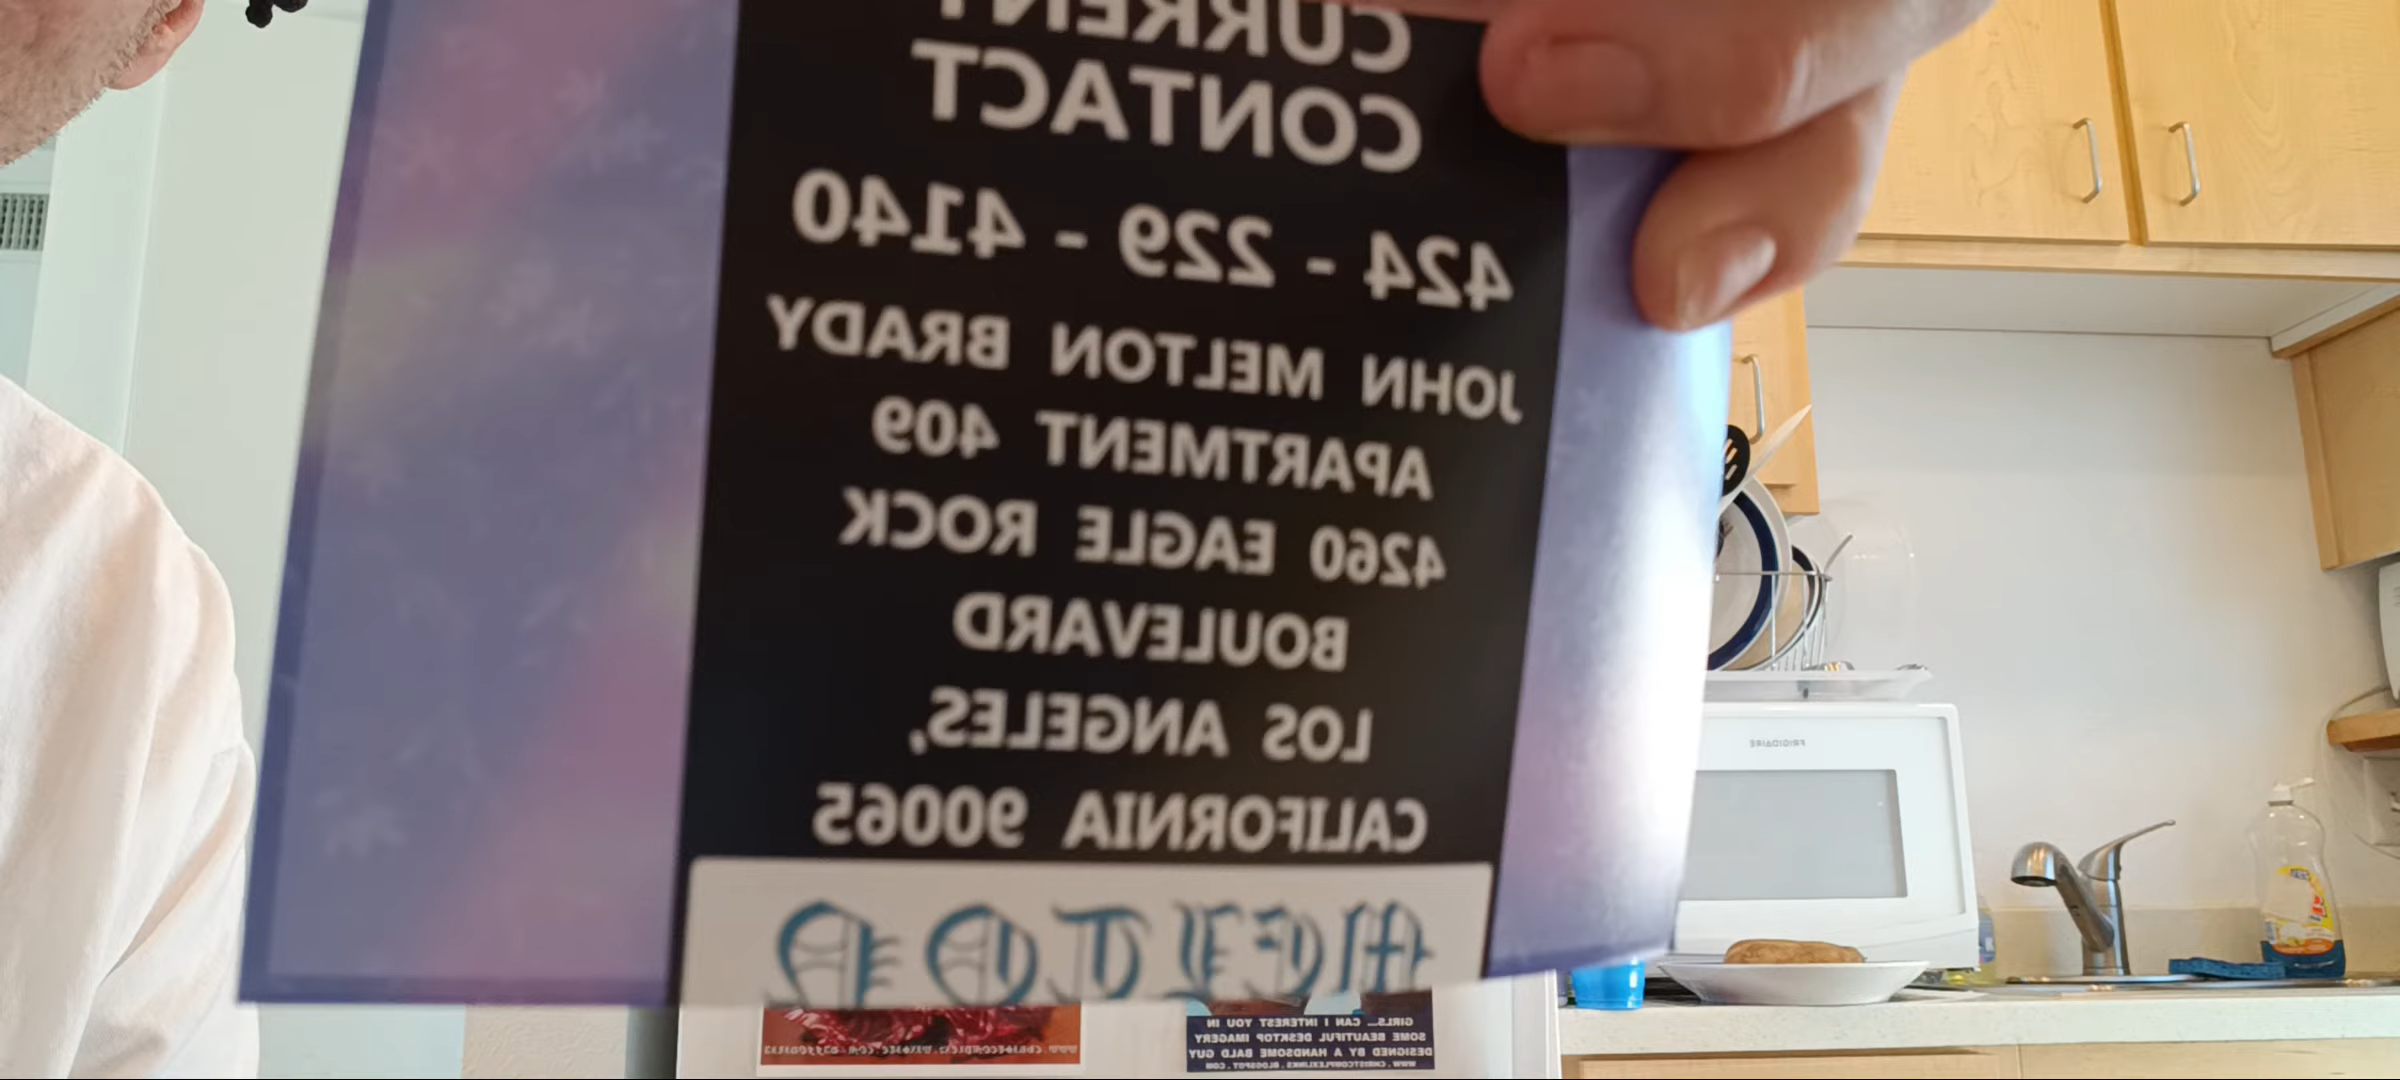 CURRENT
CONTACT
424 - 229 - 4140
JOHN MELTON BRADY
APARTMENT 409
4260 EAGLE ROCK
BOULEVARD
LOS ANGELES,
CALIFORNIA 90065
FRIGIDAIRE
GIRLS... CAN I INTEREST YOU IN
SOME BEAUTIFUL DESKTOP IMAGERY
DESIGNED BY A HANDSOME BALD GUY